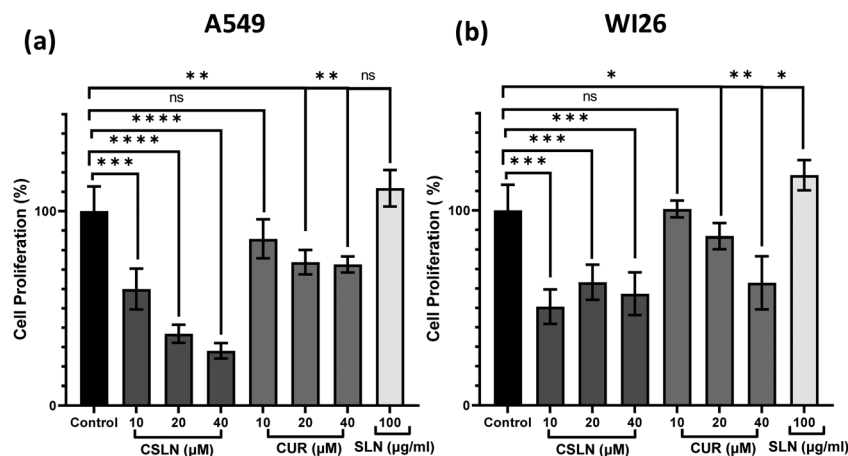 (a)
A549
** ** ns
ns
****
****
***
Cell Proliferation (%)
100
0
Control 10 20 40 10 20 40 100
CSLN (µM) CUR (µM) SLN (µg/ml)
(b)
WI26
* ** *
ns
***
***
***
Cell Proliferation ( %)
100
0
Control 10 20 40 10 20 40 100
CSLN (µM) CUR (µM) SLN (µg/ml)